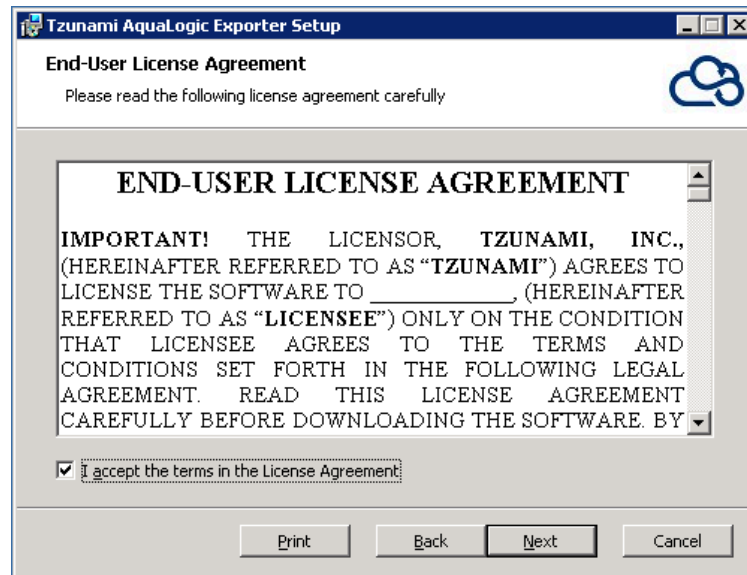 Tzunami AquaLogic Exporter Setup
End-User License Agreement
Please read the following license agreement carefully
END-USER LICENSE AGREEMENT
IMPORTANT! THE LICENSOR, TZUNAMI, INC.,
(HEREINAFTER REFERRED TO AS “TZUNAMI”) AGREES TO
LICENSE THE SOFTWARE TO ____________, (HEREINAFTER
REFERRED TO AS “LICENSEE”) ONLY ON THE CONDITION
THAT LICENSEE AGREES TO THE TERMS AND
CONDITIONS SET FORTH IN THE FOLLOWING LEGAL
AGREEMENT. READ THIS LICENSE AGREEMENT
CAREFULLY BEFORE DOWNLOADING THE SOFTWARE. BY
I accept the terms in the License Agreement
Print Back Next Cancel